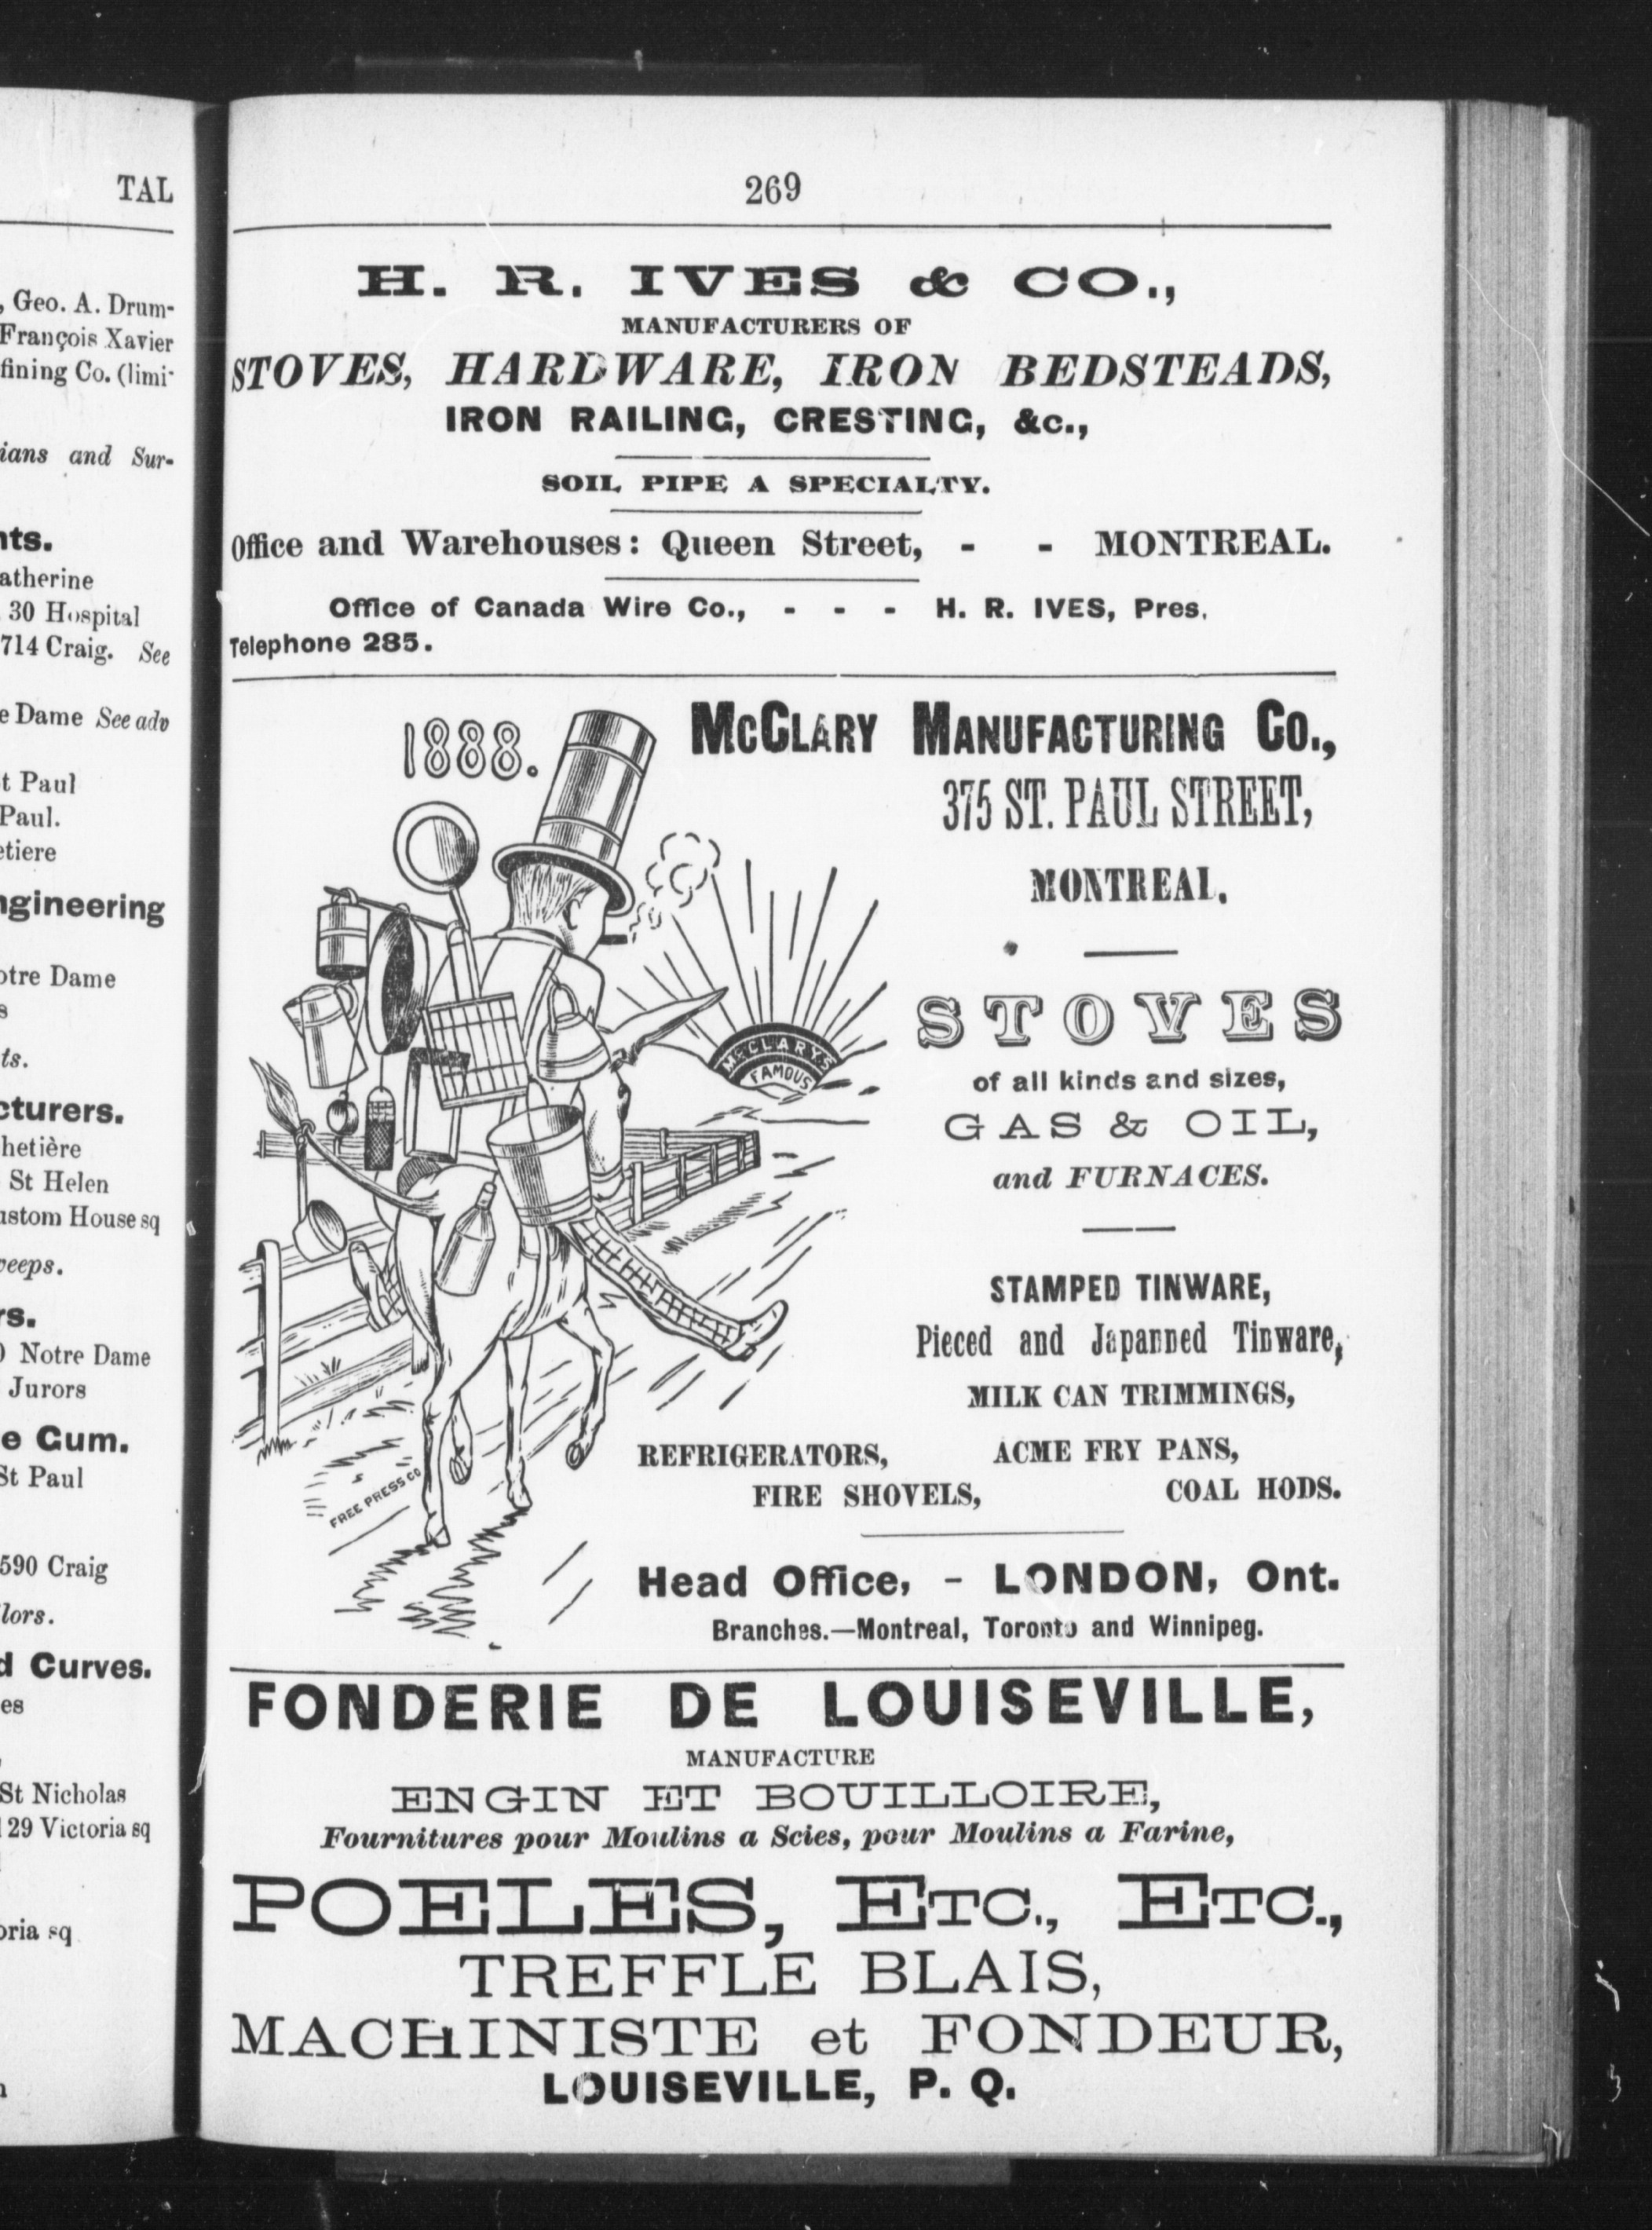 TAL
, Geo. A. Drum-
François Xavier
fining Co. (limi-
ians and Sur-
nts.
atherine
30 Hospital
714 Craig. See
e Dame See adv
t Paul
Paul.
etiere
ngineering
otre Dame
s
ts.
cturers.
hetière
St Helen
ustom House sq
weeps.
rs.
0 Notre Dame
Jurors
e Gum.
St Paul
590 Craig
lors.
d Curves.
es
St Nicholas
129 Victoria sq
oria sq
269
H. R. IVES & CO.,
MANUFACTURERS OF
STOVES, HARDWARE, IRON BEDSTEADS,
IRON RAILING, CRESTING, &c.,
SOIL PIPE A SPECIALTY.
Office and Warehouses: Queen Street, - - MONTREAL.
Office of Canada Wire Co., - - - H. R. IVES, Pres.
Telephone 285.
1888.
McCLARY MANUFACTURING CO.,
375 ST. PAUL STREET,
MONTREAL.
McCLARYS
FAMOUS
STOVES
of all kinds and sizes,
GAS & OIL,
and FURNACES.
STAMPED TINWARE,
Pieced and Japanned Tinware,
MILK CAN TRIMMINGS,
REFRIGERATORS, ACME FRY PANS,
FIRE SHOVELS, COAL HODS.
FREE PRESS CO
Head Office, - LONDON, Ont.
Branches.—Montreal, Toronto and Winnipeg.
FONDERIE DE LOUISEVILLE,
MANUFACTURE
ENGIN ET BOUILLOIRE,
Fournitures pour Moulins a Scies, pour Moulins a Farine,
POELES, ETC., ETC.,
TREFFLE BLAIS,
MACHINISTE et FONDEUR,
LOUISEVILLE, P. Q.